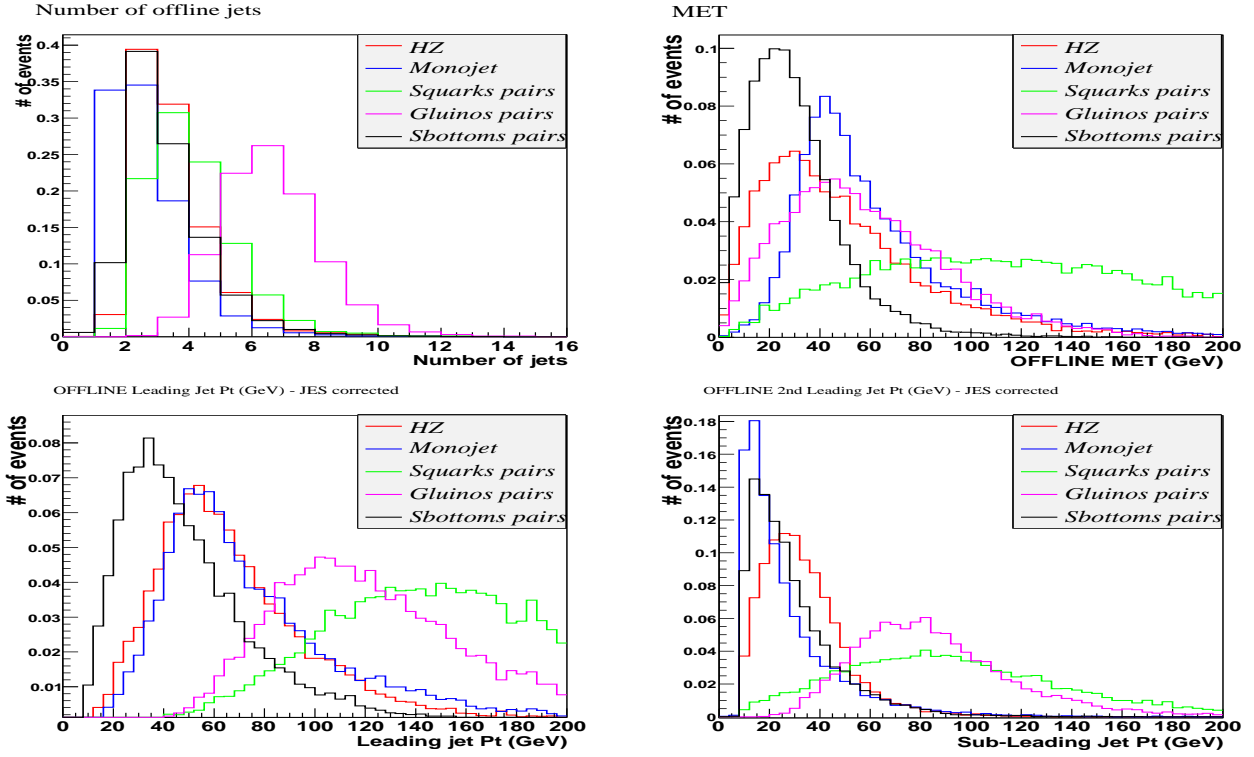 Number of offline jets
# of events
0.4
0.35
0.3
0.25
0.2
0.15
0.1
0.05
0
HZ
Monojet
Squarks pairs
Gluinos pairs
Sbottoms pairs
0 2 4 6 8 10 12 14 16
Number of jets
MET
# of events
0.1
0.08
0.06
0.04
0.02
0
HZ
Monojet
Squarks pairs
Gluinos pairs
Sbottoms pairs
0 20 40 60 80 100 120 140 160 180 200
OFFLINE MET (GeV)
OFFLINE Leading Jet Pt (GeV) - JES corrected
# of events
0.08
0.07
0.06
0.05
0.04
0.03
0.02
0.01
HZ
Monojet
Squarks pairs
Gluinos pairs
Sbottoms pairs
0 20 40 60 80 100 120 140 160 180 200
Leading jet Pt (GeV)
OFFLINE 2nd Leading Jet Pt (GeV) - JES corrected
# of events
0.18
0.16
0.14
0.12
0.1
0.08
0.06
0.04
0.02
0
HZ
Monojet
Squarks pairs
Gluinos pairs
Sbottoms pairs
0 20 40 60 80 100 120 140 160 180 200
Sub-Leading Jet Pt (GeV)